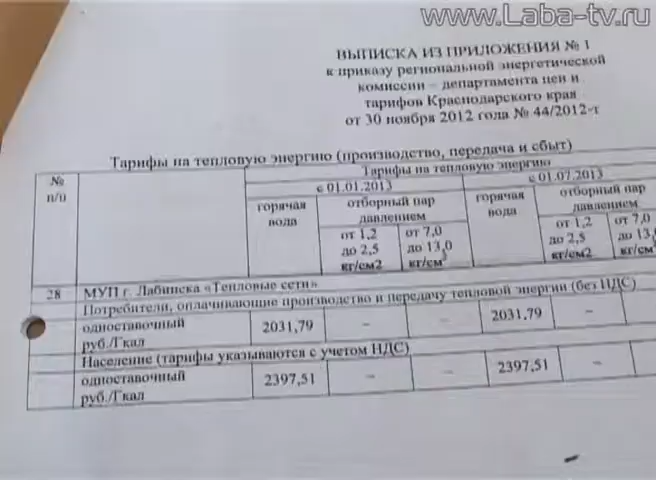 www.Laba-tv.ru
ВЫПИСКА ИЗ ПРИЛОЖЕНИЯ № 1
к приказу региональной энергетической
комиссии – департамента цен и
тарифов Краснодарского края
от 30 ноября 2012 года № 44/2012-т
Тарифы на тепловую энергию (производство, передача и сбыт)
№ п/п
Тарифы на тепловую энергию
с 01.01.2013
с 01.07.2013
горячая вода
отборный пар давлением
горячая вода
отборный пар давлением
от 1,2 до 2,5 кг/см2
от 7,0 до 13,0 кг/см2
от 1,2 до 2,5 кг/см2
от 7,0 до 13,0
28 МУП г. Лабинска «Тепловые сети»
Потребители, оплачивающие производство и передачу тепловой энергии (без НДС)
одноставочный руб./Гкал 2031,79 – – 2031,79 –
Население (тарифы указываются с учетом НДС)
одноставочный руб./Гкал 2397,51 – – 2397,51 –